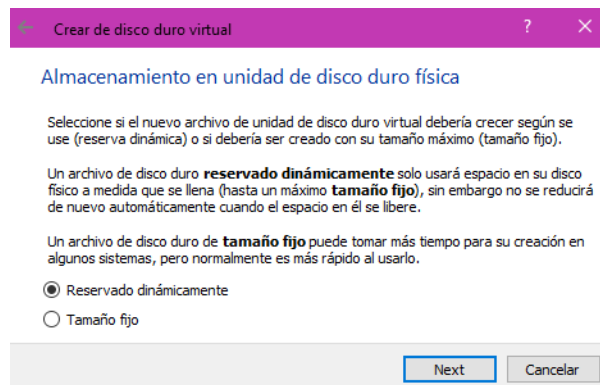 Crear de disco duro virtual
Almacenamiento en unidad de disco duro física
Seleccione si el nuevo archivo de unidad de disco duro virtual debería crecer según se
use (reserva dinámica) o si debería ser creado con su tamaño máximo (tamaño fijo).
Un archivo de disco duro reservado dinámicamente solo usará espacio en su disco
físico a medida que se llena (hasta un máximo tamaño fijo), sin embargo no se reducirá
de nuevo automáticamente cuando el espacio en él se libere.
Un archivo de disco duro de tamaño fijo puede tomar más tiempo para su creación en
algunos sistemas, pero normalmente es más rápido al usarlo.
Reservado dinámicamente
Tamaño fijo
Next Cancelar